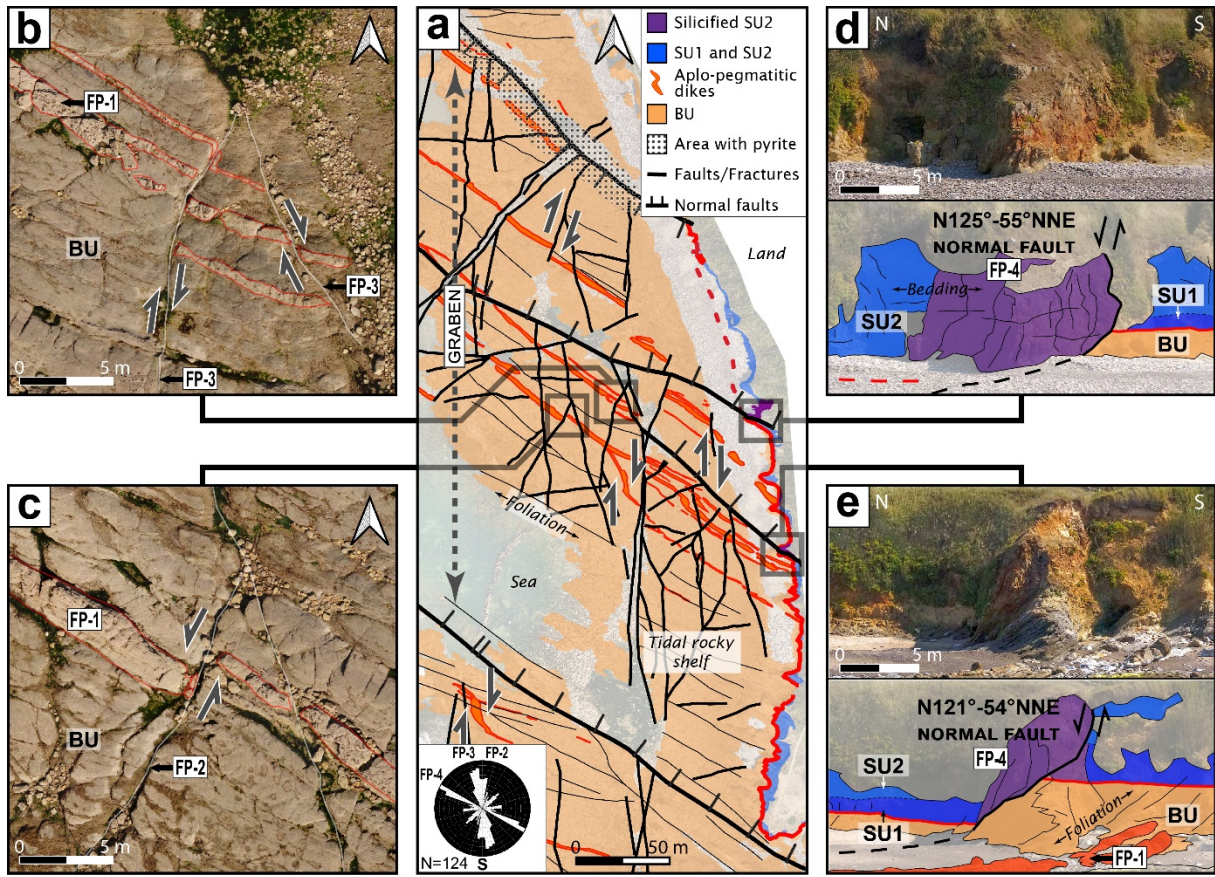 b
FP-1
BU
FP-3
FP-3
0 5 m
a
Silicified SU2
SU1 and SU2
Aplo-pegmatitic
dikes
BU
Area with pyrite
Faults/Fractures
Normal faults
Land
GRABEN
Foliation
Sea
Tidal rocky
shelf
FP-3 FP-2
FP-4
N=124 S
0 50 m
d
N S
0 5 m
N125°-55°NNE
NORMAL FAULT
FP-4
Bedding
SU1
SU2
BU
c
FP-1
BU
FP-2
0 5 m
e
N S
0 5 m
N121°-54°NNE
NORMAL FAULT
FP-4
SU2
Foliation
BU
SU1
FP-1